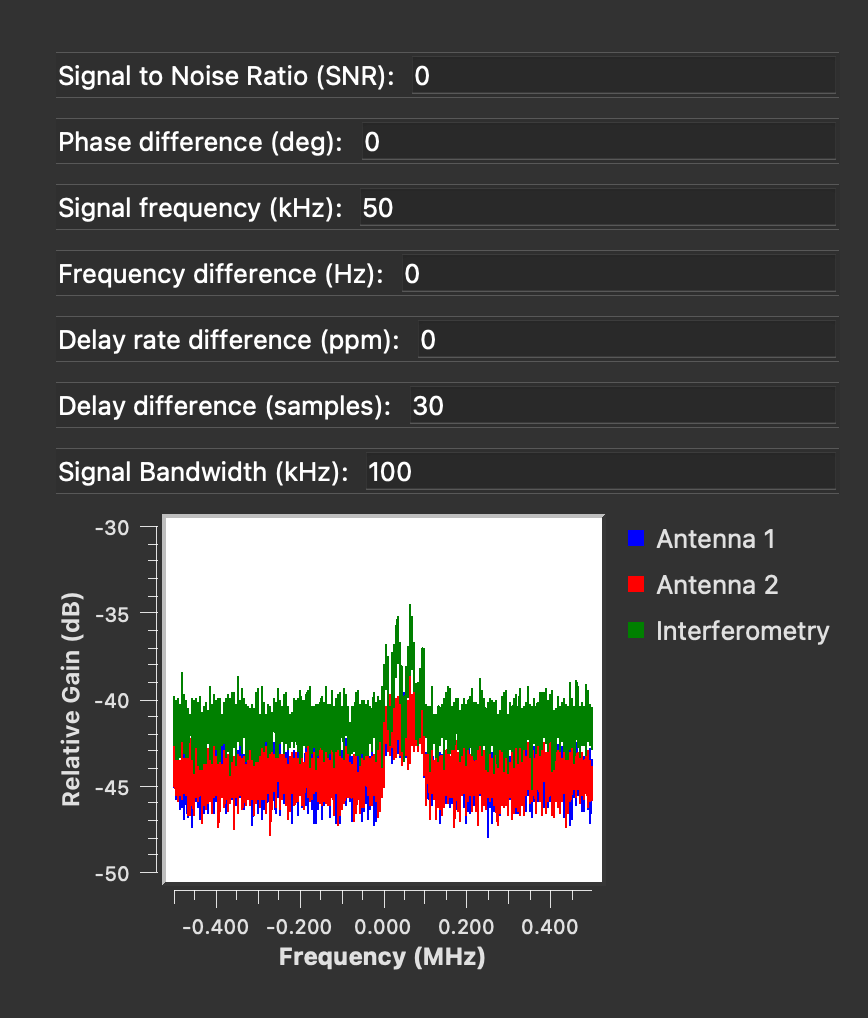 Signal to Noise Ratio (SNR): 0
Phase difference (deg): 0
Signal frequency (kHz): 50
Frequency difference (Hz): 0
Delay rate difference (ppm): 0
Delay difference (samples): 30
Signal Bandwidth (kHz): 100
-30
-35
-40
-45
-50
Relative Gain (dB)
Antenna 1
Antenna 2
Interferometry
-0.400 -0.200 0.000 0.200 0.400
Frequency (MHz)